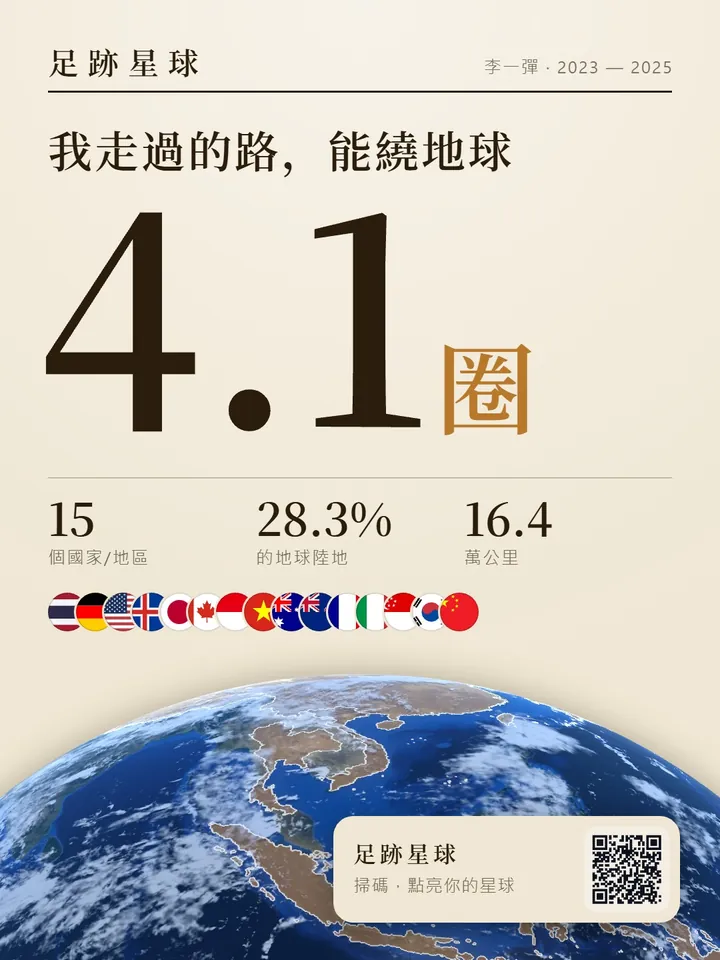 足跡星球
李一彈 · 2023 — 2025
我走過的路，能繞地球
4.1圈
15
個國家/地區
28.3%
的地球陸地
16.4
萬公里
足跡星球
掃碼 · 點亮你的星球